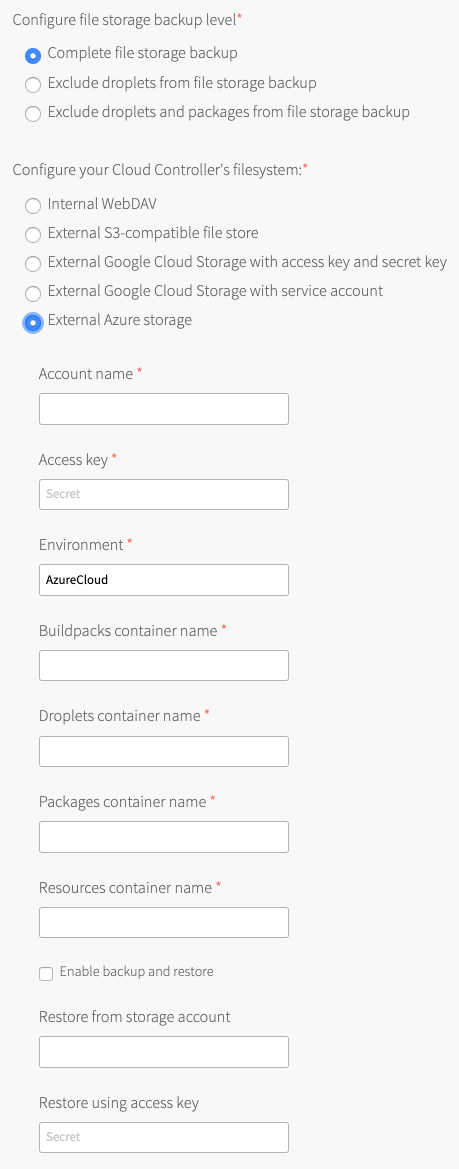 Configure file storage backup level*
Complete file storage backup
Exclude droplets from file storage backup
Exclude droplets and packages from file storage backup
Configure your Cloud Controller's filesystem:*
Internal WebDAV
External S3-compatible file store
External Google Cloud Storage with access key and secret key
External Google Cloud Storage with service account
External Azure storage
Account name *
Access key *
Secret
Environment *
AzureCloud
Buildpacks container name *
Droplets container name *
Packages container name *
Resources container name *
Enable backup and restore
Restore from storage account
Restore using access key
Secret